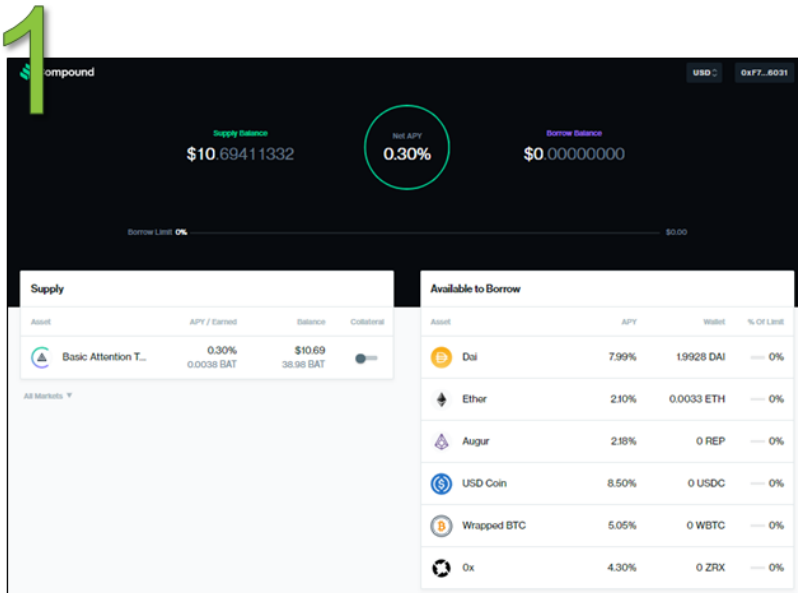 1
Compound
USD
0xF7...6031
Supply Balance
$10.69411332
Net APY
0.30%
Borrow Balance
$0.00000000
Borrow Limit 0%
$0.00
Supply
Asset APY / Earned Balance Collateral
Basic Attention T... 0.30% $10.69
0.0038 BAT 38.98 BAT
All Markets
Available to Borrow
Asset APY Wallet % Of Limit
Dai 7.99% 1.9928 DAI 0%
Ether 2.10% 0.0033 ETH 0%
Augur 2.18% 0 REP 0%
USD Coin 8.50% 0 USDC 0%
Wrapped BTC 5.05% 0 WBTC 0%
0x 4.30% 0 ZRX 0%